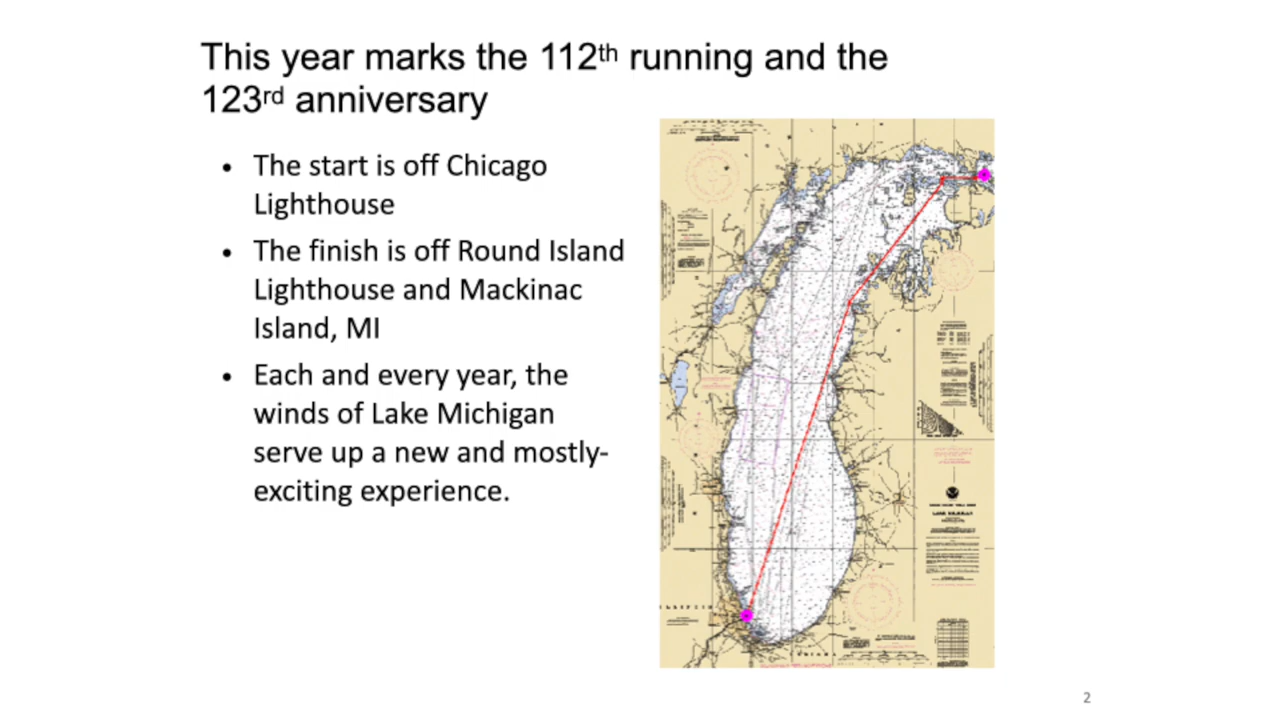 This year marks the 112th running and the
123rd anniversary
• The start is off Chicago
Lighthouse
• The finish is off Round Island
Lighthouse and Mackinac
Island, MI
• Each and every year, the
winds of Lake Michigan
serve up a new and mostly-
exciting experience.
LAKE MICHIGAN
2